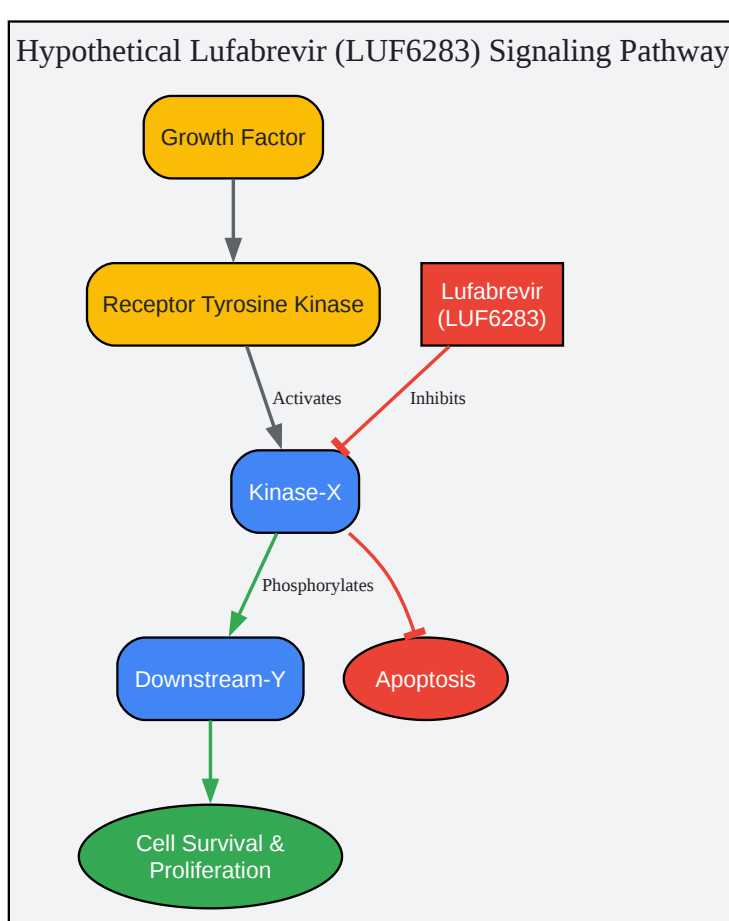 Hypothetical Lufabrevir (LUF6283) Signaling Pathway
Growth Factor
Receptor Tyrosine Kinase
Lufabrevir
(LUF6283)
Activates
Inhibits
Kinase-X
Phosphorylates
Downstream-Y
Apoptosis
Cell Survival &
Proliferation